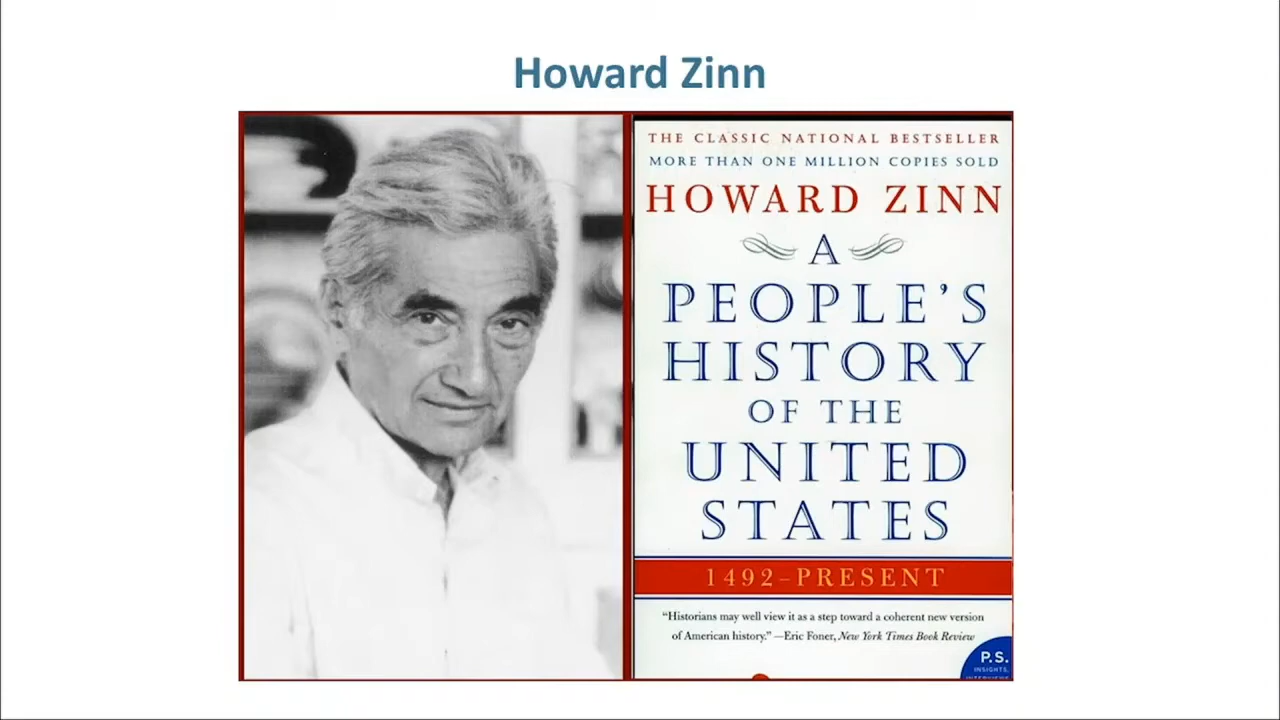 Howard Zinn
THE CLASSIC NATIONAL BESTSELLER
MORE THAN ONE MILLION COPIES SOLD
HOWARD ZINN
A
PEOPLE'S
HISTORY
OF THE
UNITED
STATES
1492–PRESENT
“Historians may well view it as a step toward a coherent new version
of American history.” —Eric Foner, New York Times Book Review
P.S.
INSIGHTS,